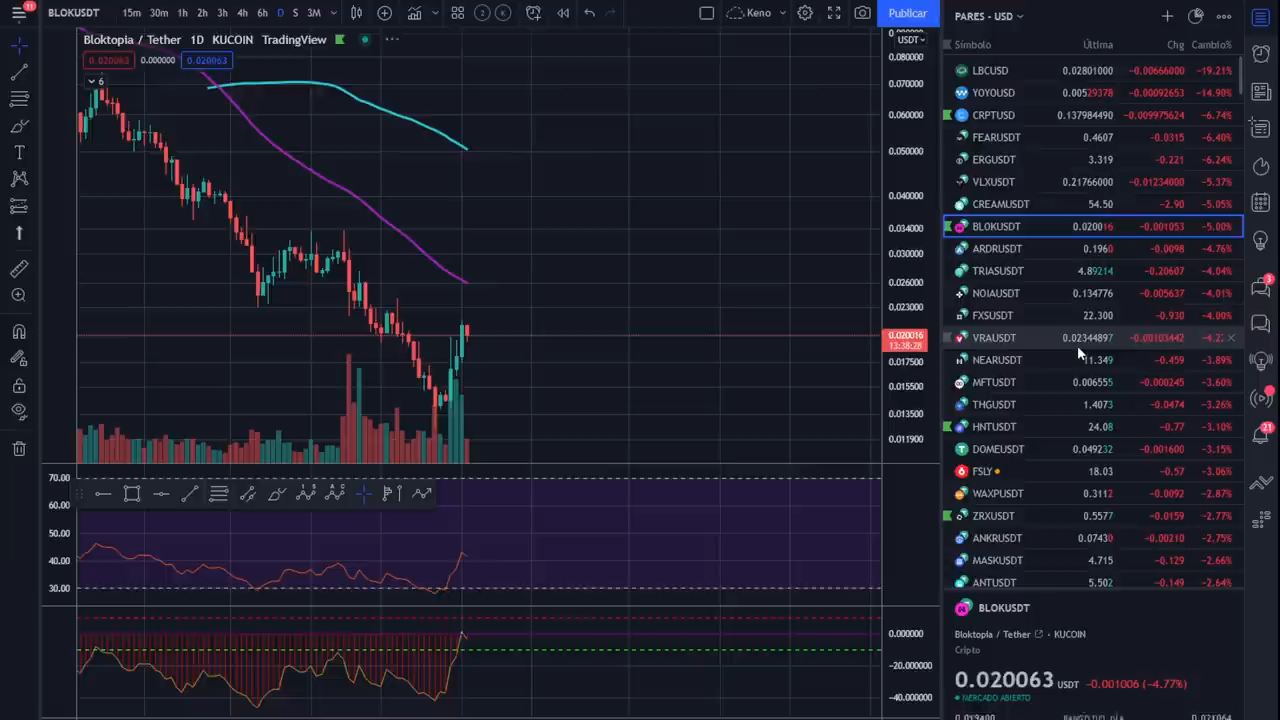 11 BLOKUSDT 15m 30m 1h 2h 3h 4h 6h D S 3M 2 K Keno Publicar
PARES - USD
Bloktopia / Tether 1D KUCOIN TradingView
USDT
0.020063 0.000000 0.020063
6
0.080000
0.070000
0.060000
0.050000
0.040000
0.034000
0.030000
0.026000
0.023000
0.020016
13:38:28
0.017500
0.015500
0.013500
0.011900
70.00
60.00
50.00
40.00
30.00
0.000000
-20.000000
-40.000000
Símbolo Última Chg Cambio%
LBCUSD 0.02801000 -0.00666000 -19.21%
YOYOUSD 0.00529378 -0.00092653 -14.90%
CRPTUSD 0.137984490 -0.009975624 -6.74%
FEARUSDT 0.4607 -0.0315 -6.40%
ERGUSDT 3.319 -0.221 -6.24%
VLXUSDT 0.21766000 -0.01234000 -5.37%
CREAMUSDT 54.50 -2.90 -5.05%
BLOKUSDT 0.020016 -0.001053 -5.00%
ARDRUSDT 0.1960 -0.0098 -4.76%
TRIASUSDT 4.89214 -0.20607 -4.04%
NOIAUSDT 0.134776 -0.005637 -4.01%
FXSUSDT 22.300 -0.930 -4.00%
VRAUSDT 0.02344897 -0.00103442
NEARUSDT 11.349 -0.459 -3.89%
MFTUSDT 0.006555 -0.000245 -3.60%
THGUSDT 1.4073 -0.0474 -3.26%
HNTUSDT 24.08 -0.77 -3.10%
DOMEUSDT 0.049232 -0.001600 -3.15%
FSLY 18.03 -0.57 -3.06%
WAXPUSDT 0.3112 -0.0092 -2.87%
ZRXUSDT 0.5577 -0.0159 -2.77%
ANKRUSDT 0.07430 -0.00210 -2.75%
MASKUSDT 4.715 -0.129 -2.66%
ANTUSDT 5.502 -0.149 -2.64%
BLOKUSDT
Bloktopia / Tether KUCOIN
Cripto
0.020063 USDT -0.001006 (-4.77%)
MERCADO ABIERTO
3
21